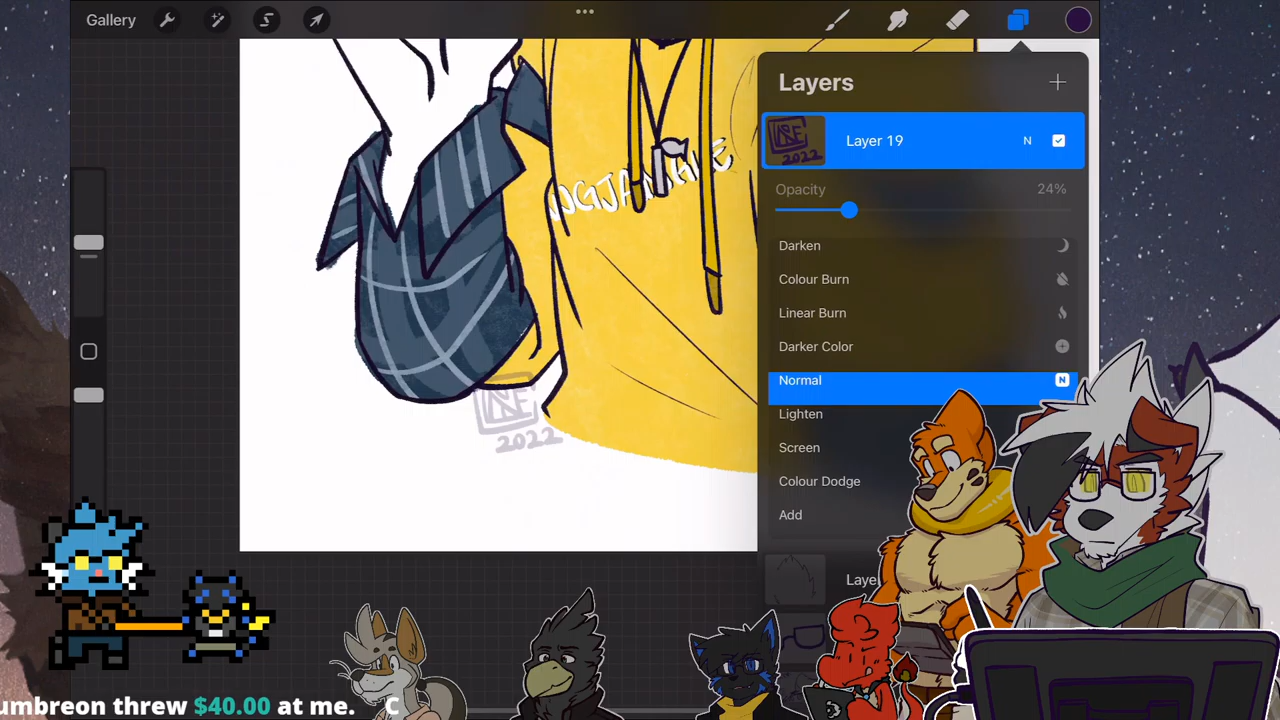 Gallery
Layers
Layer 19 N
2022
Opacity 24%
Darken
Colour Burn
Linear Burn
Darker Color
Normal N
Lighten
Screen
Colour Dodge
Add
2022
umbreon threw $40.00 at me. C